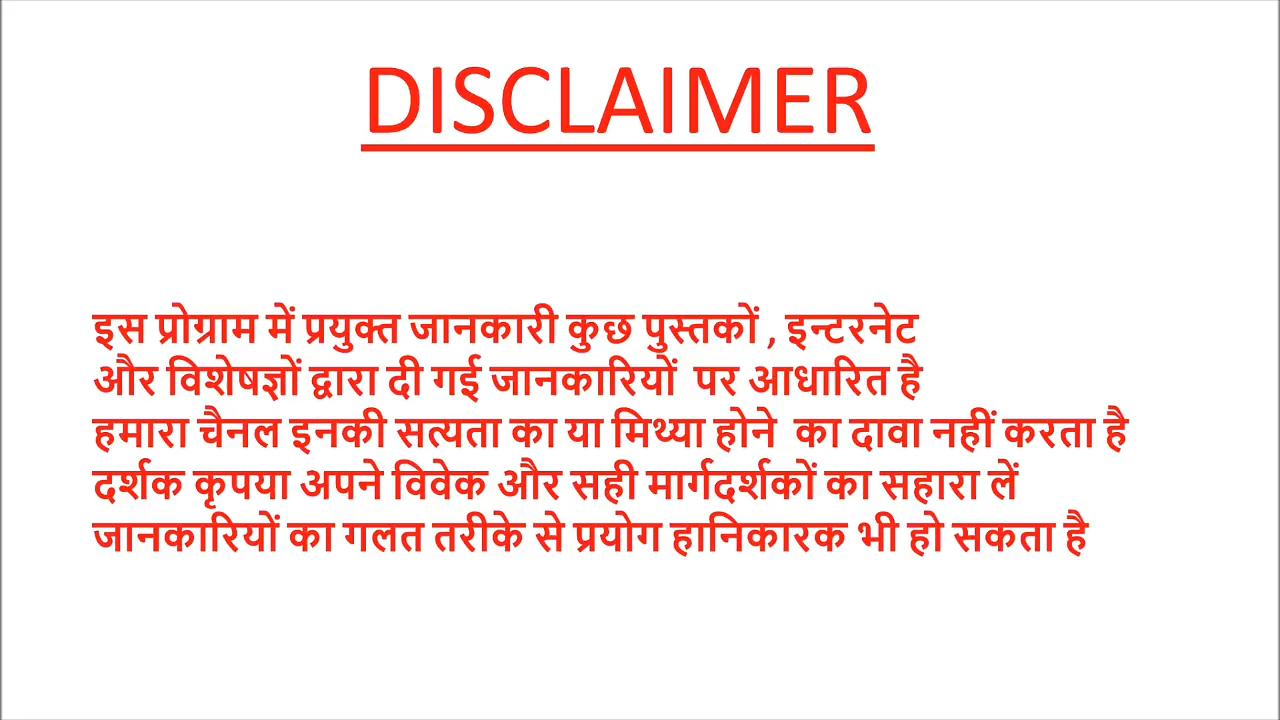 DISCLAIMER
इस प्रोग्राम में प्रयुक्त जानकारी कुछ पुस्तकों , इन्टरनेट
और विशेषज्ञों द्वारा दी गई जानकारियों पर आधारित है
हमारा चैनल इनकी सत्यता का या मिथ्या होने का दावा नहीं करता है
दर्शक कृपया अपने विवेक और सही मार्गदर्शकों का सहारा लें
जानकारियों का गलत तरीके से प्रयोग हानिकारक भी हो सकता है